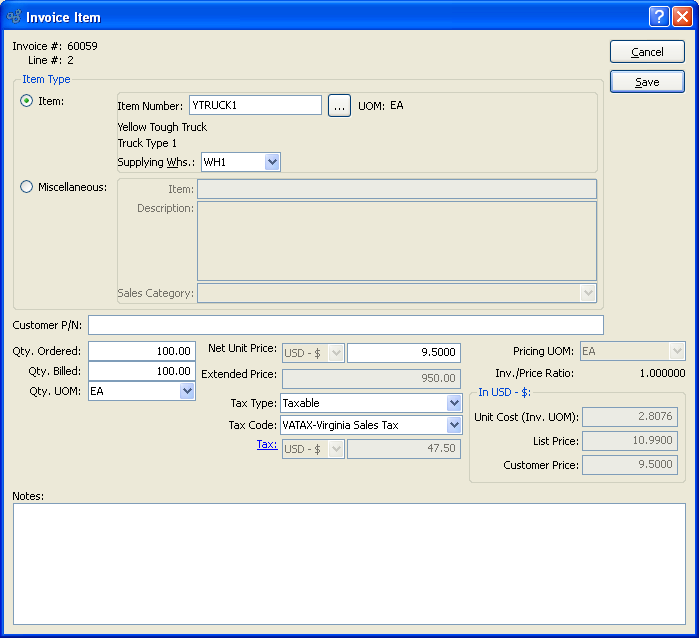 Invoice Item
Invoice #: 60059
Line #: 2
Cancel
Save
Item Type
Item:
Item Number: YTRUCK1 ... UOM: EA
Yellow Tough Truck
Truck Type 1
Supplying Whs.: WH1
Miscellaneous:
Item:
Description:
Sales Category:
Customer P/N:
Qty. Ordered: 100.00
Qty. Billed: 100.00
Qty. UOM: EA
Net Unit Price: USD - $ 9.5000
Extended Price: 950.00
Tax Type: Taxable
Tax Code: VATAX-Virginia Sales Tax
Tax: USD - $ 47.50
Pricing UOM: EA
Inv./Price Ratio: 1.000000
In USD - $:
Unit Cost (Inv. UOM): 2.8076
List Price: 10.9900
Customer Price: 9.5000
Notes: